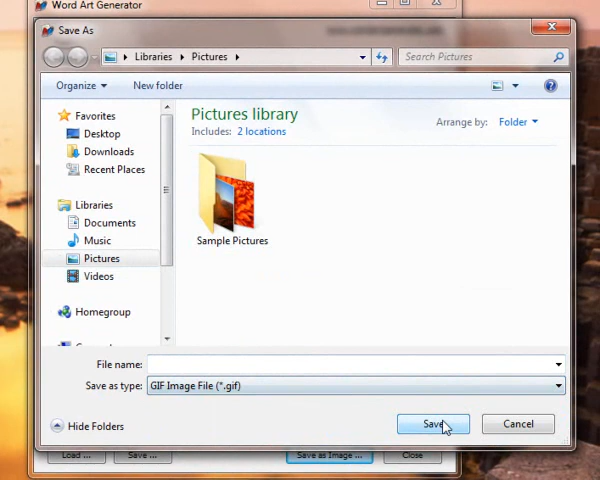 Word Art Generator
Save As
Libraries
Pictures
Search Pictures
Organize
New folder
Favorites
Desktop
Downloads
Recent Places
Libraries
Documents
Music
Pictures
Videos
Homegroup
Pictures library
Includes: 2 locations
Arrange by: Folder
Sample Pictures
File name:
Save as type: GIF Image File (*.gif)
Hide Folders
Save
Cancel
Load ...
Save ...
Save as Image ...
Close